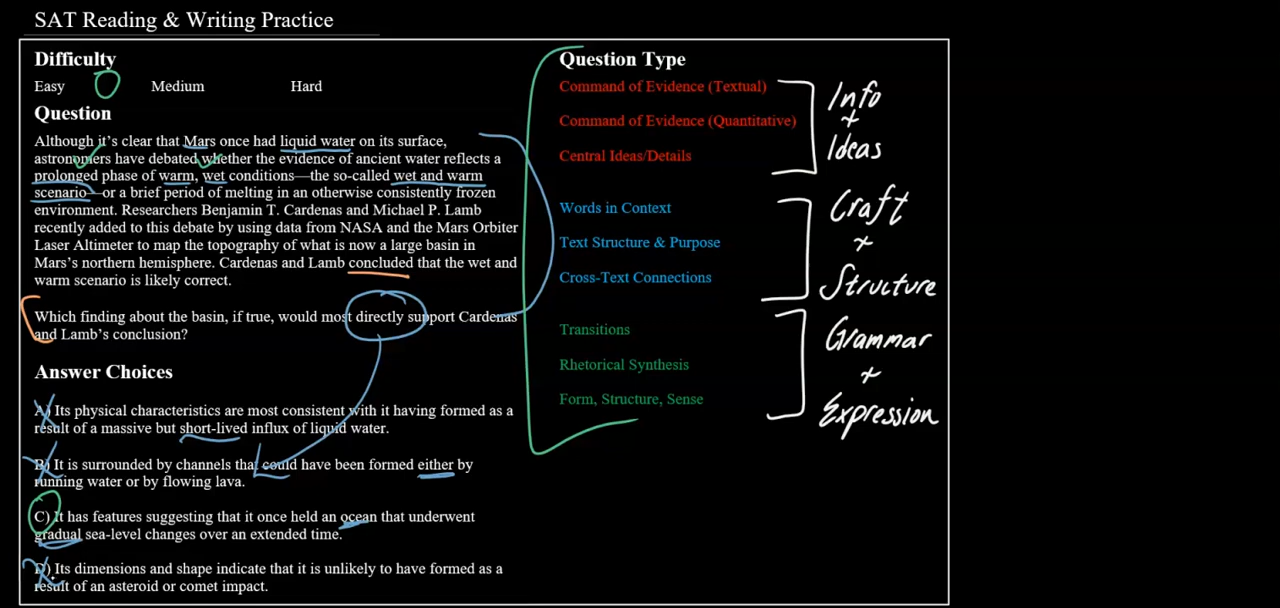 SAT Reading & Writing Practice
Difficulty
Easy Medium Hard
Question
Although it's clear that Mars once had liquid water on its surface,
astronomers have debated whether the evidence of ancient water reflects a
prolonged phase of warm, wet conditions—the so-called wet and warm
scenario—or a brief period of melting in an otherwise consistently frozen
environment. Researchers Benjamin T. Cardenas and Michael P. Lamb
recently added to this debate by using data from NASA and the Mars Orbiter
Laser Altimeter to map the topography of what is now a large basin in
Mars's northern hemisphere. Cardenas and Lamb concluded that the wet and
warm scenario is likely correct.
Which finding about the basin, if true, would most directly support Cardenas
and Lamb's conclusion?
Answer Choices
A) Its physical characteristics are most consistent with it having formed as a
result of a massive but short-lived influx of liquid water.
B) It is surrounded by channels that could have been formed either by
running water or by flowing lava.
C) It has features suggesting that it once held an ocean that underwent
gradual sea-level changes over an extended time.
D) Its dimensions and shape indicate that it is unlikely to have formed as a
result of an asteroid or comet impact.
Question Type
Command of Evidence (Textual)
Command of Evidence (Quantitative)
Central Ideas/Details
Words in Context
Text Structure & Purpose
Cross-Text Connections
Transitions
Rhetorical Synthesis
Form, Structure, Sense
Info
+
Ideas
Craft
+
Structure
Grammar
+
Expression